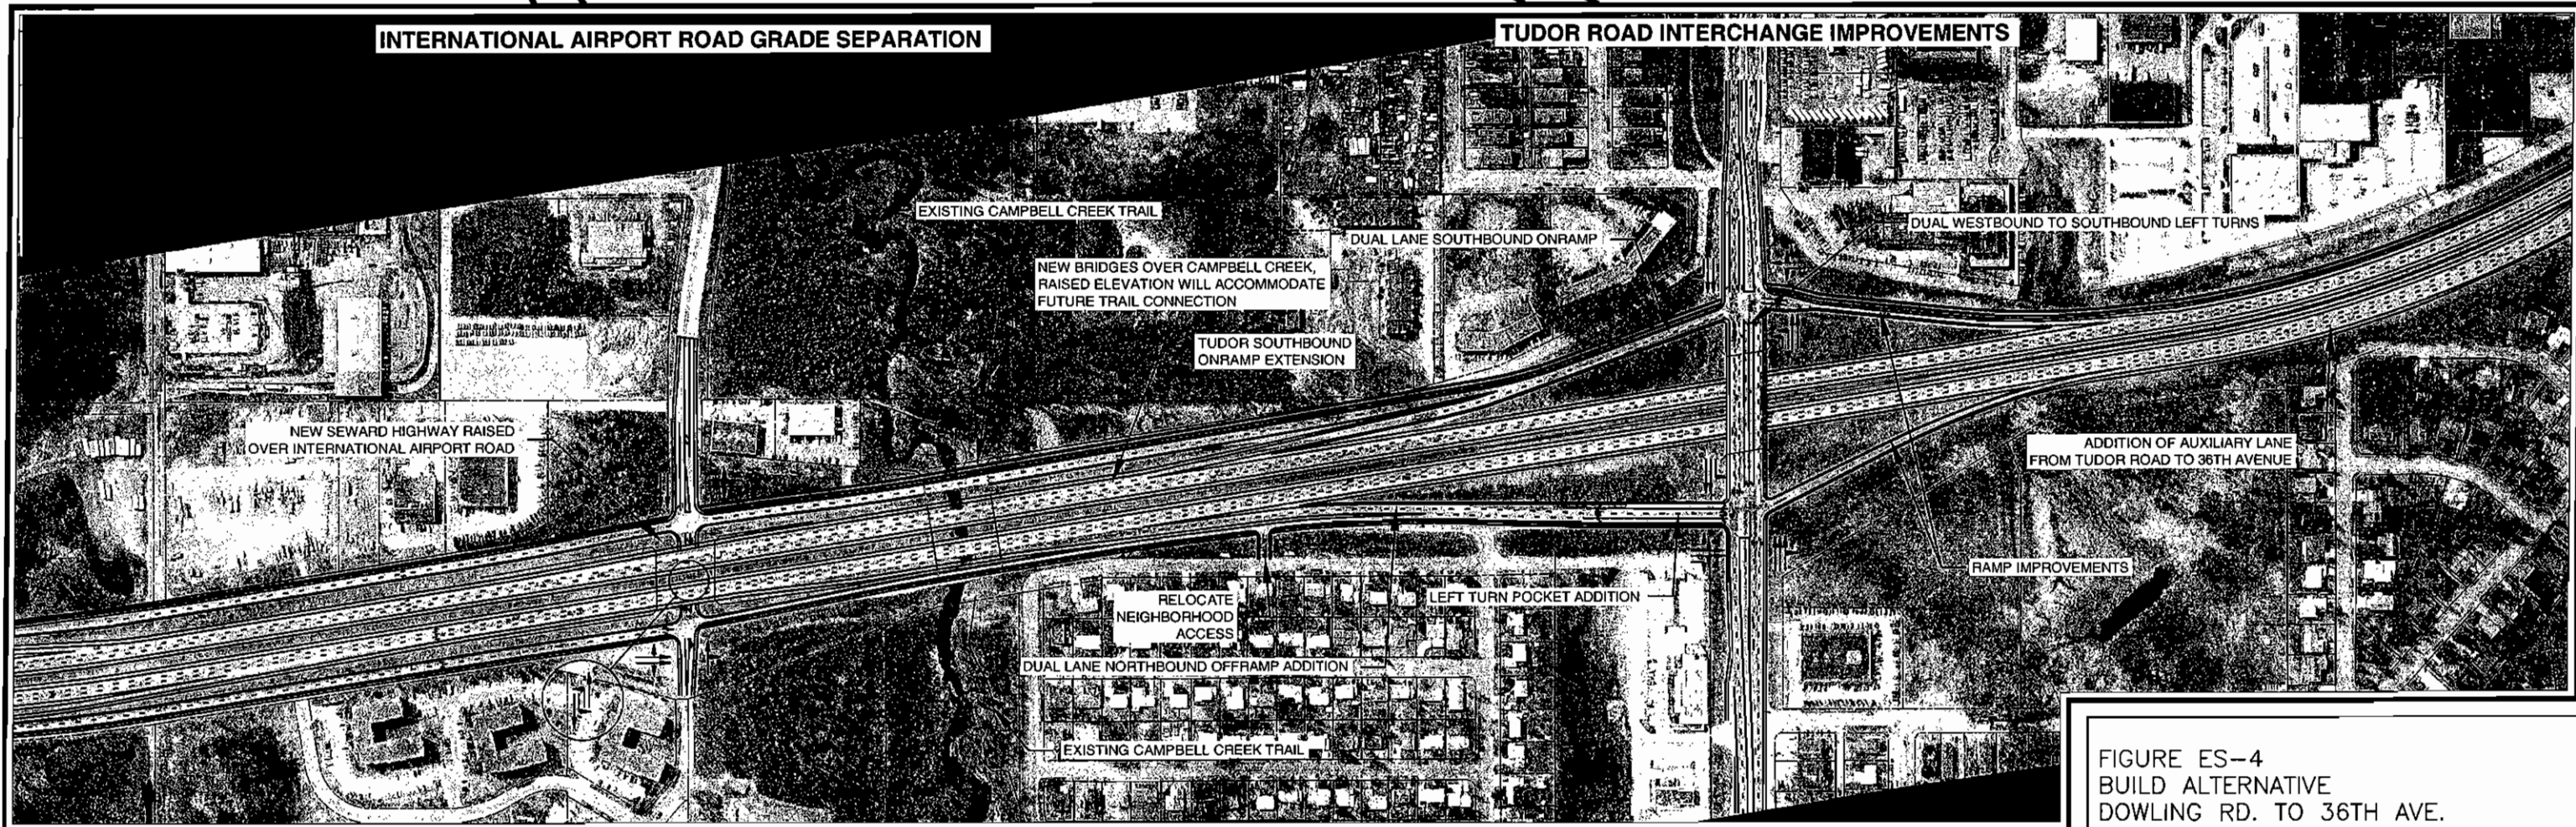 INTERNATIONAL AIRPORT ROAD GRADE SEPARATION
TUDOR ROAD INTERCHANGE IMPROVEMENTS
EXISTING CAMPBELL CREEK TRAIL
DUAL LANE SOUTHBOUND ONRAMP
DUAL WESTBOUND TO SOUTHBOUND LEFT TURNS
NEW BRIDGES OVER CAMPBELL CREEK,
RAISED ELEVATION WILL ACCOMMODATE
FUTURE TRAIL CONNECTION
TUDOR SOUTHBOUND
ONRAMP EXTENSION
NEW SEWARD HIGHWAY RAISED
OVER INTERNATIONAL AIRPORT ROAD
ADDITION OF AUXILIARY LANE
FROM TUDOR ROAD TO 36TH AVENUE
RAMP IMPROVEMENTS
RELOCATE
NEIGHBORHOOD
ACCESS
LEFT TURN POCKET ADDITION
DUAL LANE NORTHBOUND OFFRAMP ADDITION
EXISTING CAMPBELL CREEK TRAIL
FIGURE ES-4
BUILD ALTERNATIVE
DOWLING RD. TO 36TH AVE.